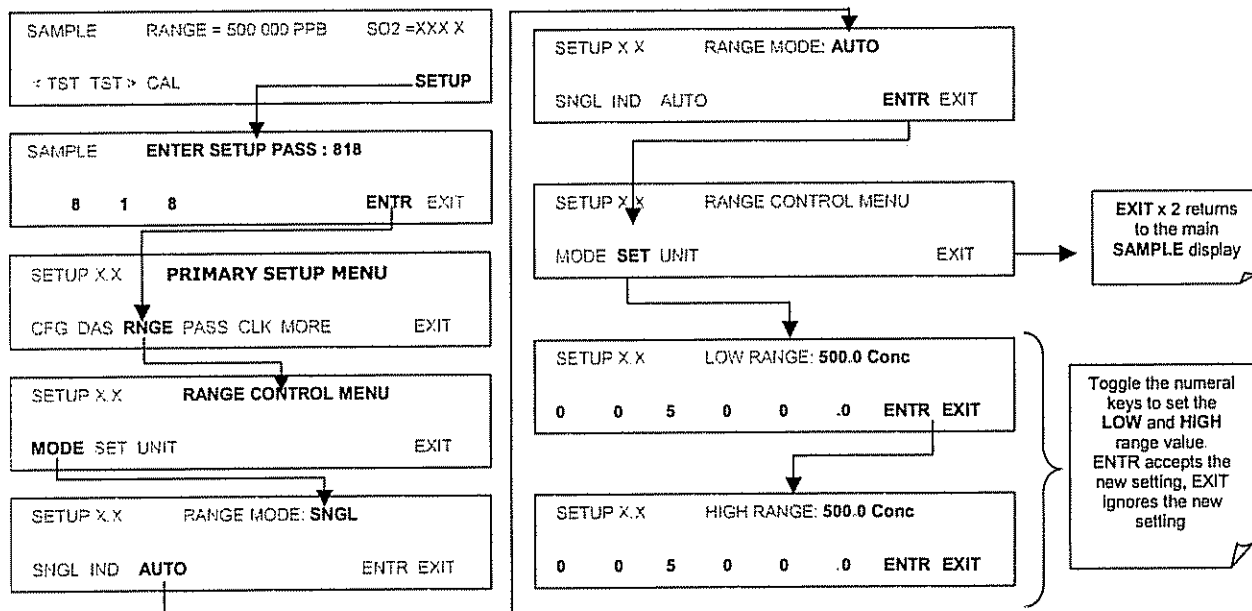 SAMPLE RANGE = 500 000 PPB SO2 =XXX X
< TST TST > CAL SETUP
SAMPLE ENTER SETUP PASS : 818
8 1 8 ENTR EXIT
SETUP X.X PRIMARY SETUP MENU
CFG DAS RNGE PASS CLK MORE EXIT
SETUP X.X RANGE CONTROL MENU
MODE SET UNIT EXIT
SETUP X.X RANGE MODE: SNGL
SNGL IND AUTO ENTR EXIT
SETUP X X RANGE MODE: AUTO
SNGL IND AUTO ENTR EXIT
SETUP X.X RANGE CONTROL MENU
MODE SET UNIT EXIT
EXIT x 2 returns
to the main
SAMPLE display
SETUP X.X LOW RANGE: 500.0 Conc
0 0 5 0 0 .0 ENTR EXIT
SETUP X.X HIGH RANGE: 500.0 Conc
0 0 5 0 0 .0 ENTR EXIT
Toggle the numeral
keys to set the
LOW and HIGH
range value.
ENTR accepts the
new setting, EXIT
ignores the new
setting